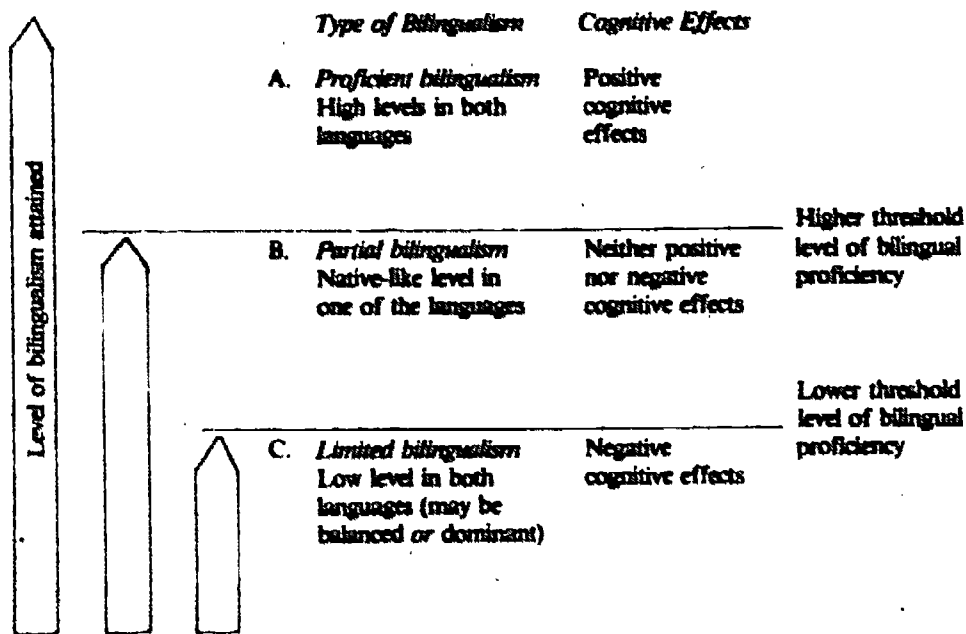 Type of Bilingualism Cognitive Effects
A. Proficient bilingualism Positive
High levels in both cognitive
languages effects
Level of bilingualism attained
Higher threshold
level of bilingual
proficiency
B. Partial bilingualism Neither positive
Native-like level in nor negative
one of the languages cognitive effects
Lower threshold
level of bilingual
proficiency
C. Limited bilingualism Negative
Low level in both cognitive effects
languages (may be
balanced or dominant)